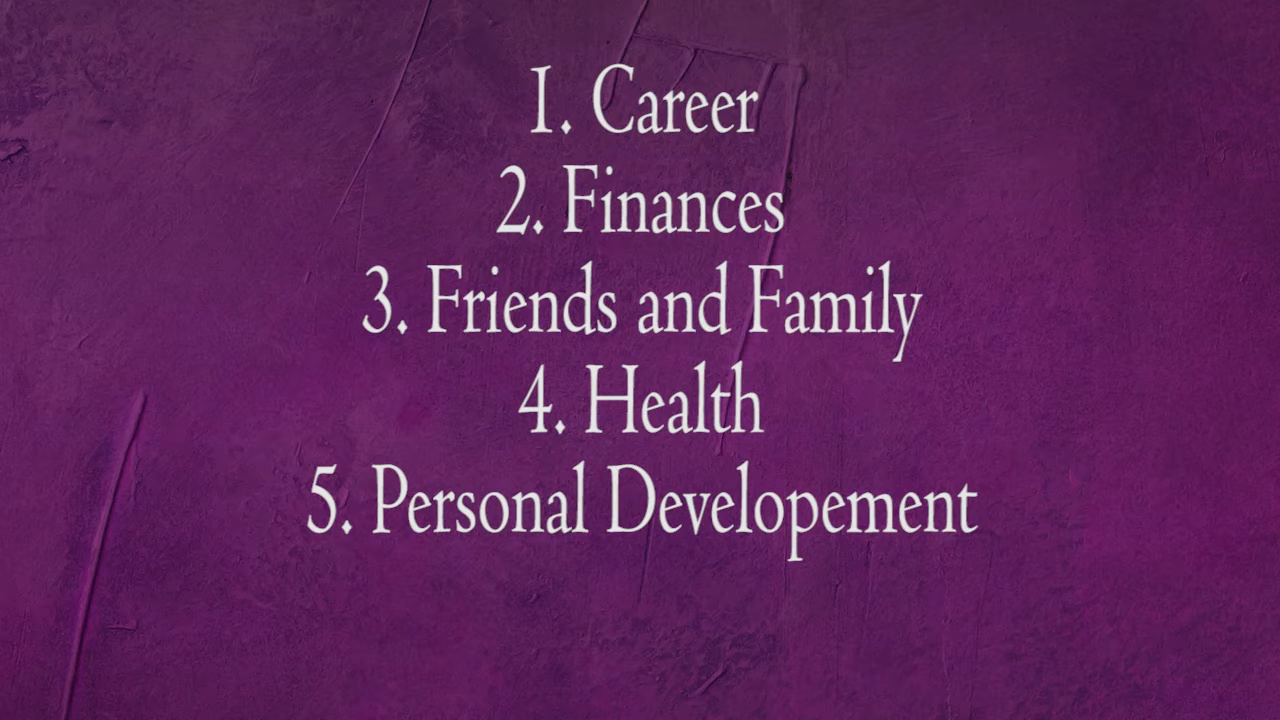 1. Career
2. Finances
3. Friends and Family
4. Health
5. Personal Developement